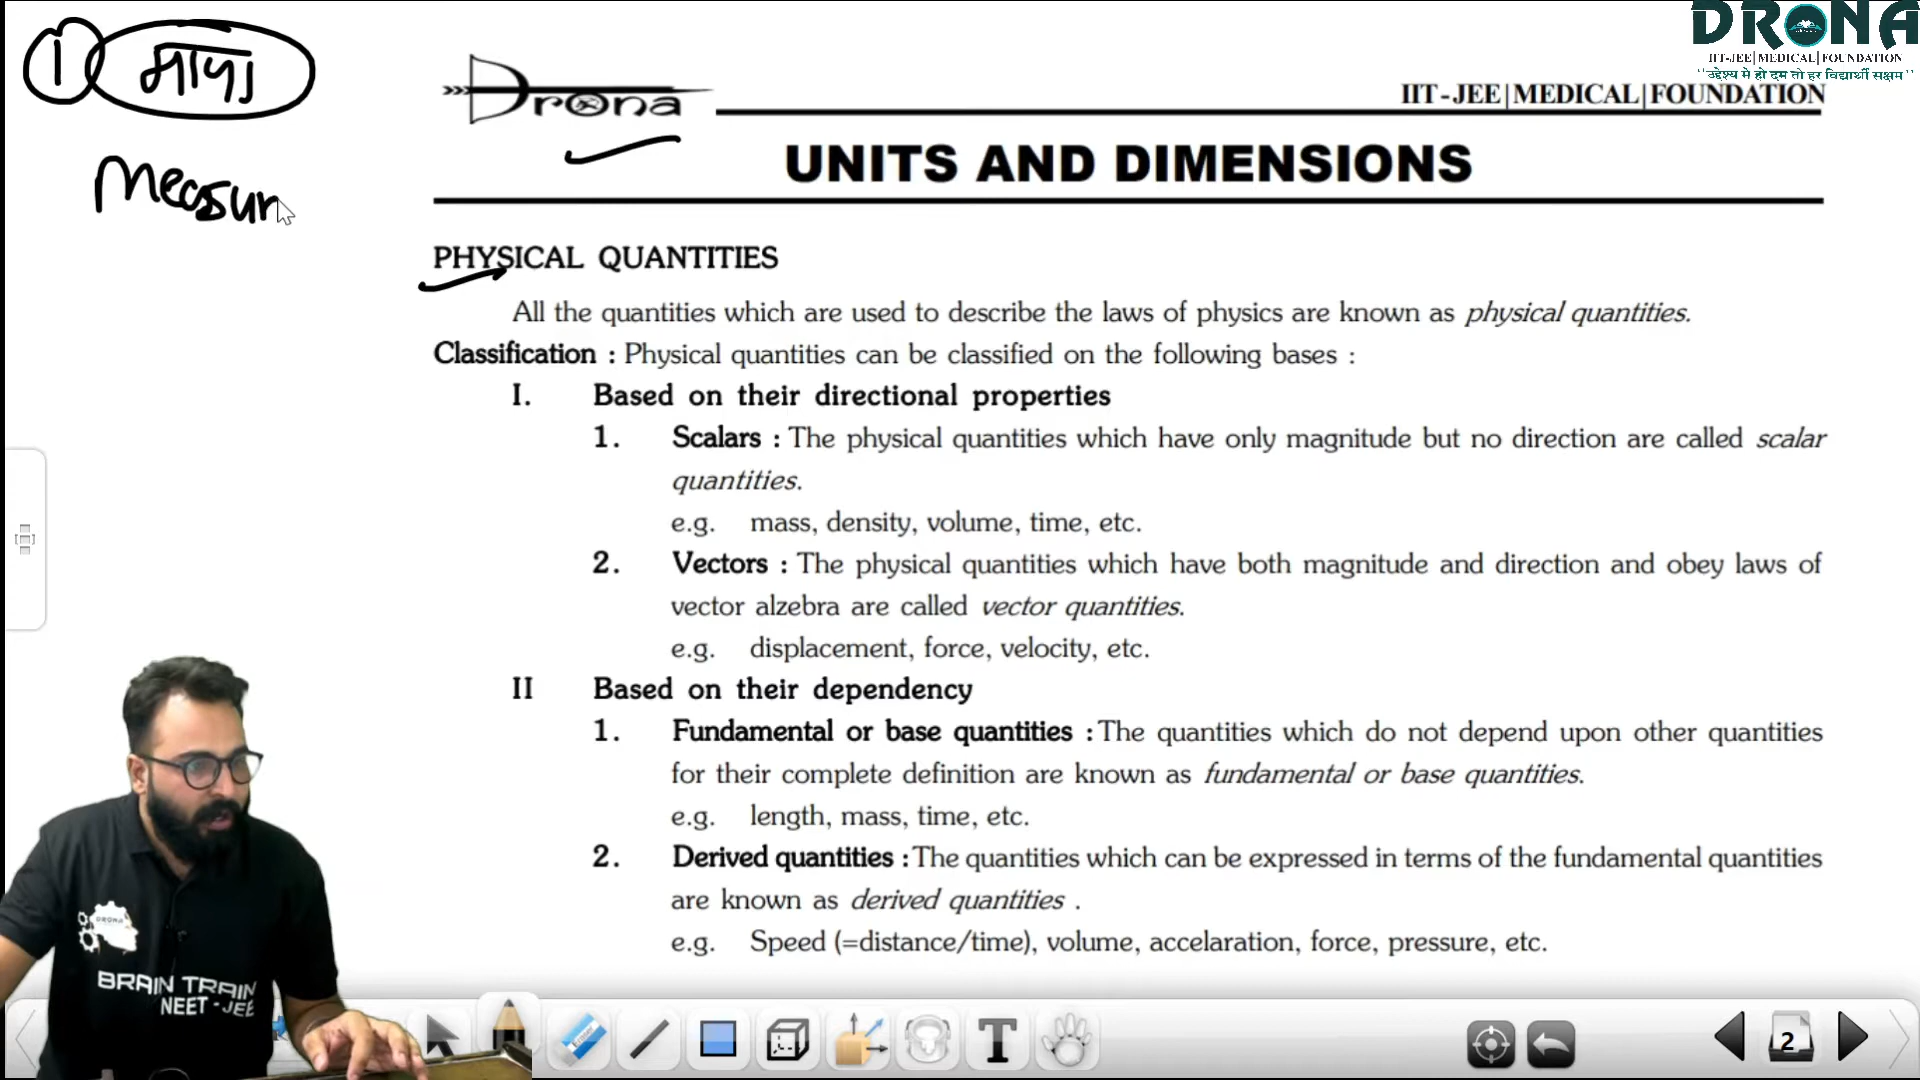 1 मापन
Measur
Drona
DRONA
IIT-JEE|MEDICAL|FOUNDATION
"उद्देश्य मे हो दम तो हर विद्यार्थी सक्षम"
IIT-JEE|MEDICAL|FOUNDATION
UNITS AND DIMENSIONS
PHYSICAL QUANTITIES
All the quantities which are used to describe the laws of physics are known as physical quantities.
Classification : Physical quantities can be classified on the following bases :
I. Based on their directional properties
1. Scalars : The physical quantities which have only magnitude but no direction are called scalar
quantities.
e.g. mass, density, volume, time, etc.
2. Vectors : The physical quantities which have both magnitude and direction and obey laws of
vector alzebra are called vector quantities.
e.g. displacement, force, velocity, etc.
II Based on their dependency
1. Fundamental or base quantities : The quantities which do not depend upon other quantities
for their complete definition are known as fundamental or base quantities.
e.g. length, mass, time, etc.
2. Derived quantities : The quantities which can be expressed in terms of the fundamental quantities
are known as derived quantities .
e.g. Speed (=distance/time), volume, accelaration, force, pressure, etc.
BRAIN TRAIN
NEET-JEE
T
2